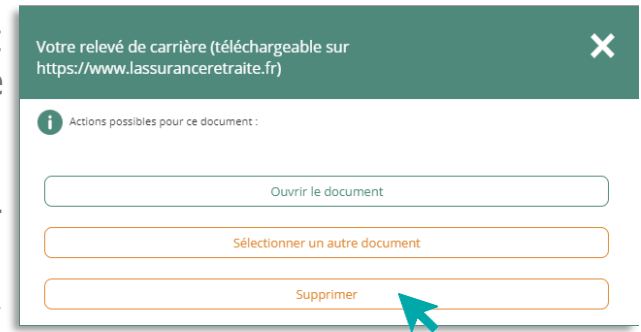 Votre relevé de carrière (téléchargeable sur
https://www.lassuranceretraite.fr)
Actions possibles pour ce document :
Ouvrir le document
Sélectionner un autre document
Supprimer